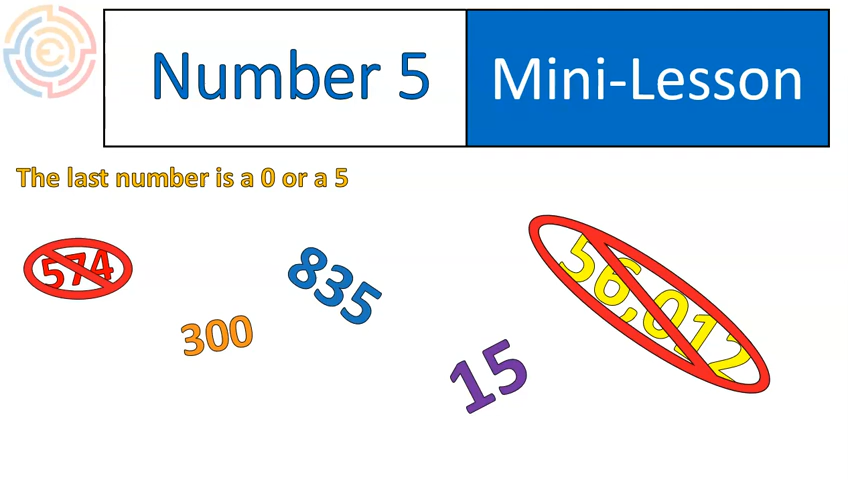 Number 5
Mini-Lesson
The last number is a 0 or a 5
574
835
56,012
300
15